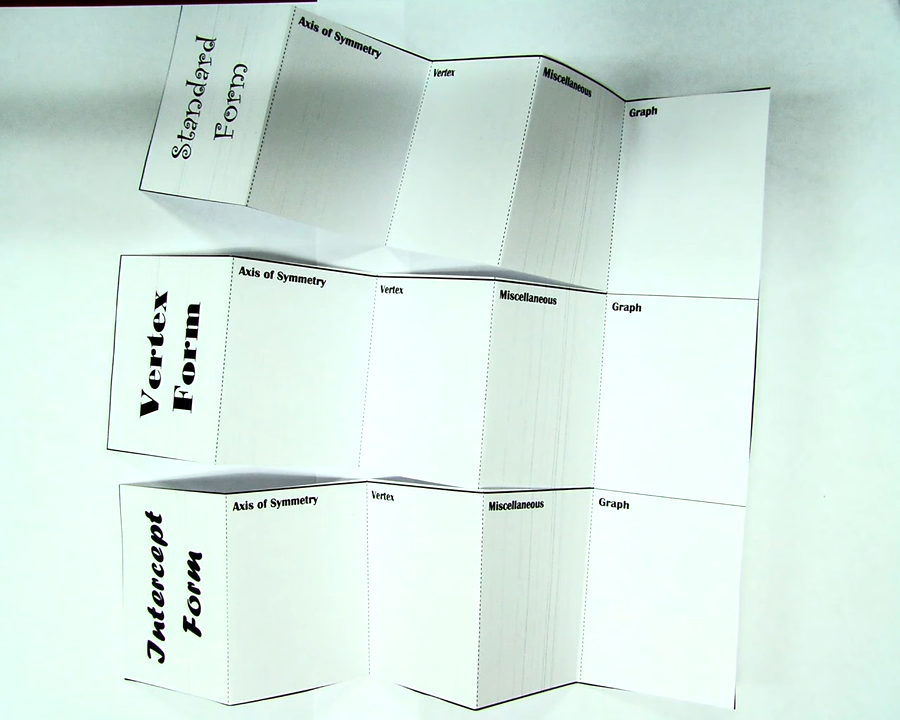 Standard
Form
Axis of Symmetry
Vertex
Miscellaneous
Graph
Vertex
Form
Axis of Symmetry
Vertex
Miscellaneous
Graph
Intercept
Form
Axis of Symmetry
Vertex
Miscellaneous
Graph